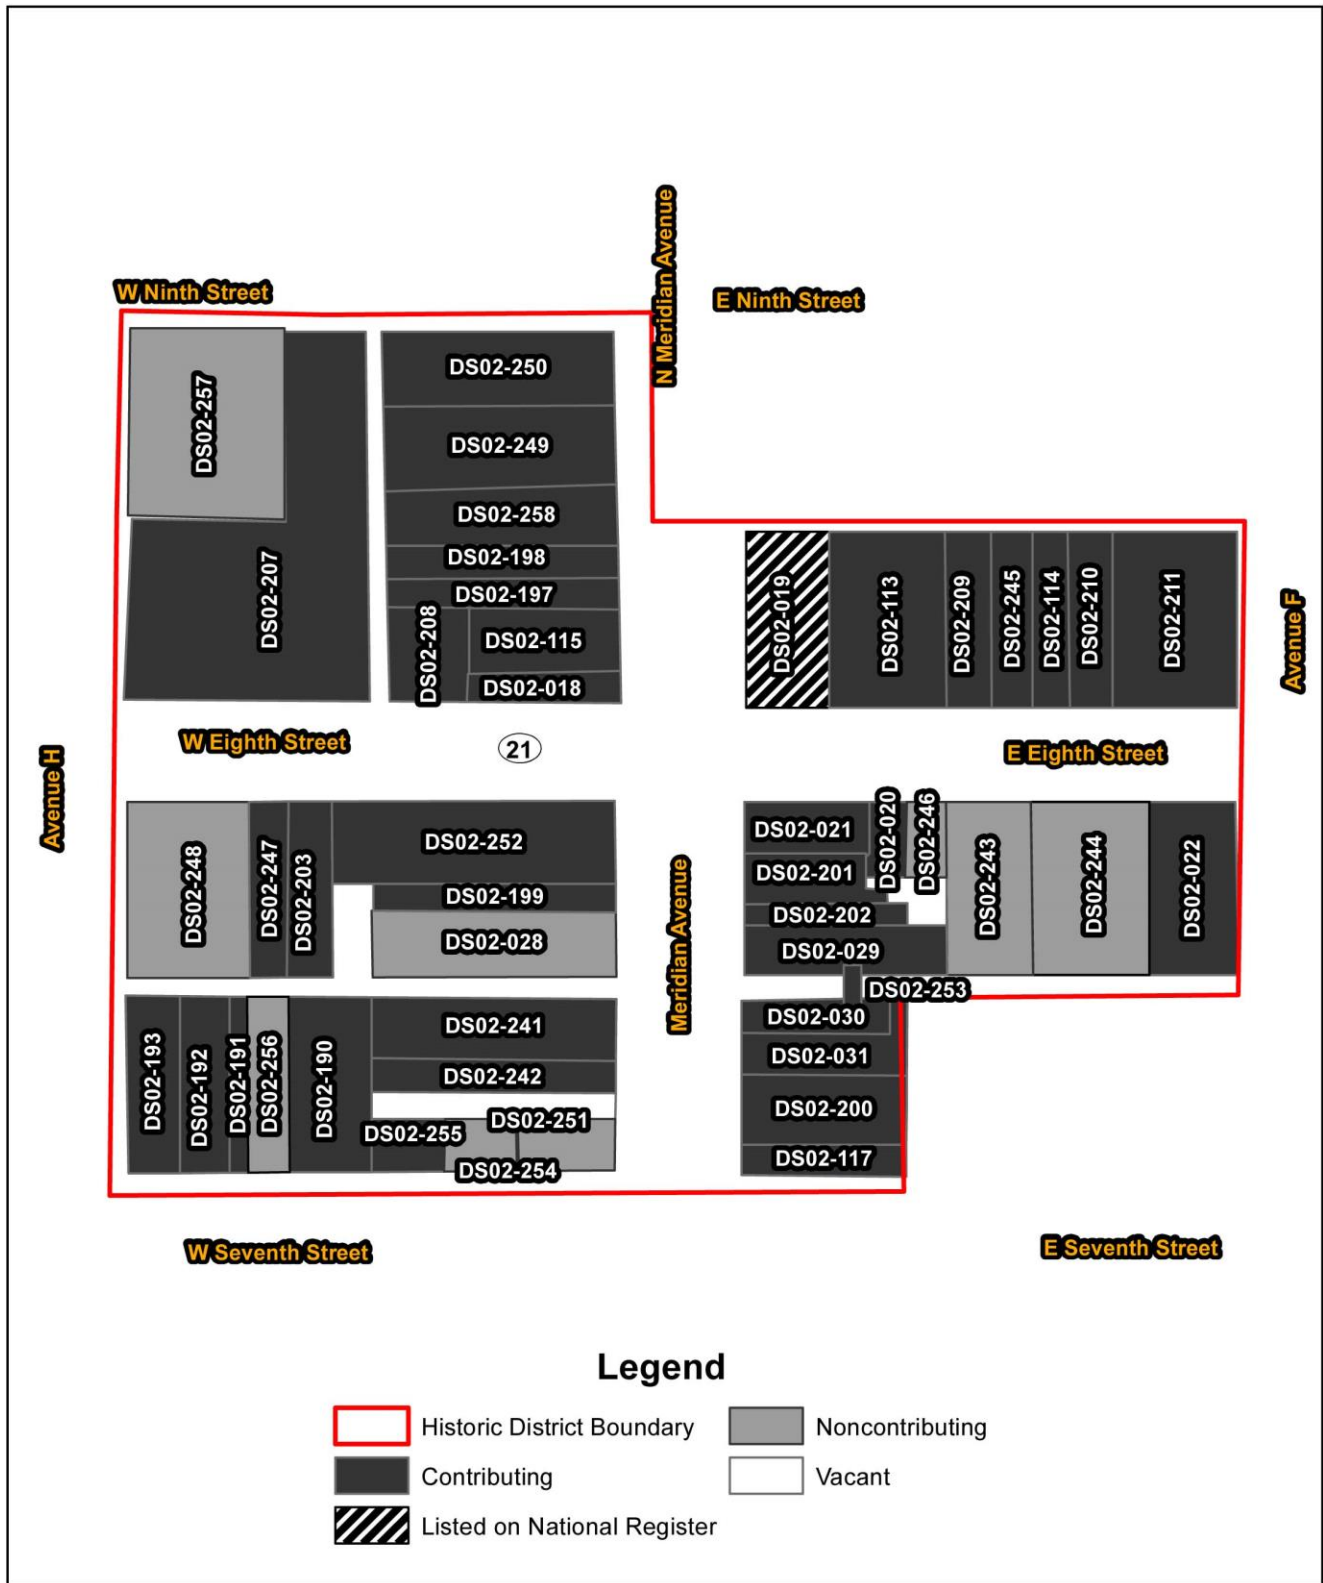 N Meridian Avenue
W Ninth Street
E Ninth Street
DS02-257
DS02-207
DS02-250
DS02-249
DS02-258
DS02-198
DS02-197
DS02-208
DS02-115
DS02-018
DS02-019
DS02-113
DS02-209
DS02-245
DS02-114
DS02-210
DS02-211
Avenue F
W Eighth Street
21
E Eighth Street
Avenue H
DS02-248
DS02-247
DS02-203
DS02-252
DS02-199
DS02-028
Meridian Avenue
DS02-021
DS02-020
DS02-246
DS02-201
DS02-202
DS02-029
DS02-243
DS02-244
DS02-022
DS02-253
DS02-193
DS02-192
DS02-191
DS02-256
DS02-190
DS02-241
DS02-242
DS02-251
DS02-255
DS02-254
DS02-030
DS02-031
DS02-200
DS02-117
W Seventh Street
E Seventh Street
Legend
Historic District Boundary
Noncontributing
Contributing
Vacant
Listed on National Register